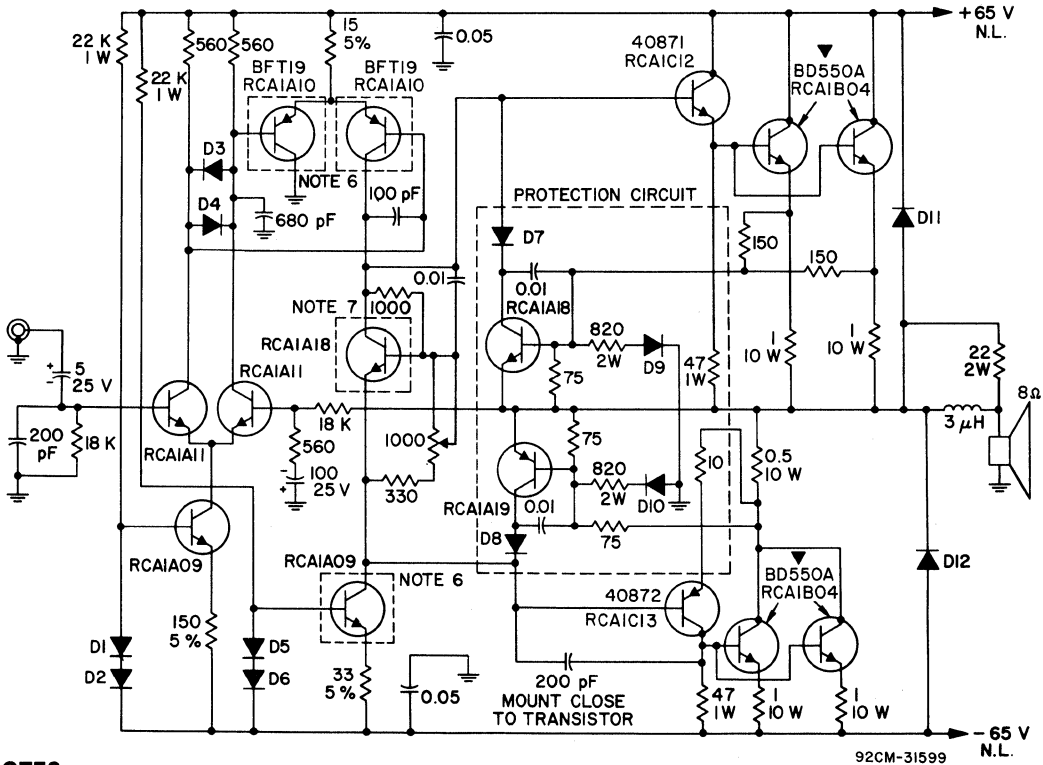 +65 V
N.L.
22 K
1 W
22 K
1 W
560
560
15
5%
0.05
BFT19
RCA1A10
BFT19
RCA1A10
40871
RCA1C12
BD550A
RCA1B04
D3
D4
NOTE 6
680 pF
100 pF
PROTECTION CIRCUIT
D7
D11
150
150
0.01
0.01
RCA1A18
1000
NOTE 7
RCA1A18
820
2W
D9
75
47
1W
1
10 W
1
10 W
22
2W
5
25 V
+
-
RCA1A11
8Ω
3 μH
200
pF
18 K
RCA1A11
560
18 K
-
+
100
25 V
1000
330
75
RCA1A19
820
2W
D10
10
0.5
10 W
0.01
75
D8
RCA1A09
RCA1A09
NOTE 6
40872
RCA1C13
BD550A
RCA1B04
D12
D1
D2
150
5 %
D5
D6
33
5 %
0.05
200 pF
MOUNT CLOSE
TO TRANSISTOR
47
1W
1
10 W
1
10 W
-65 V
N.L.
92CM-31599